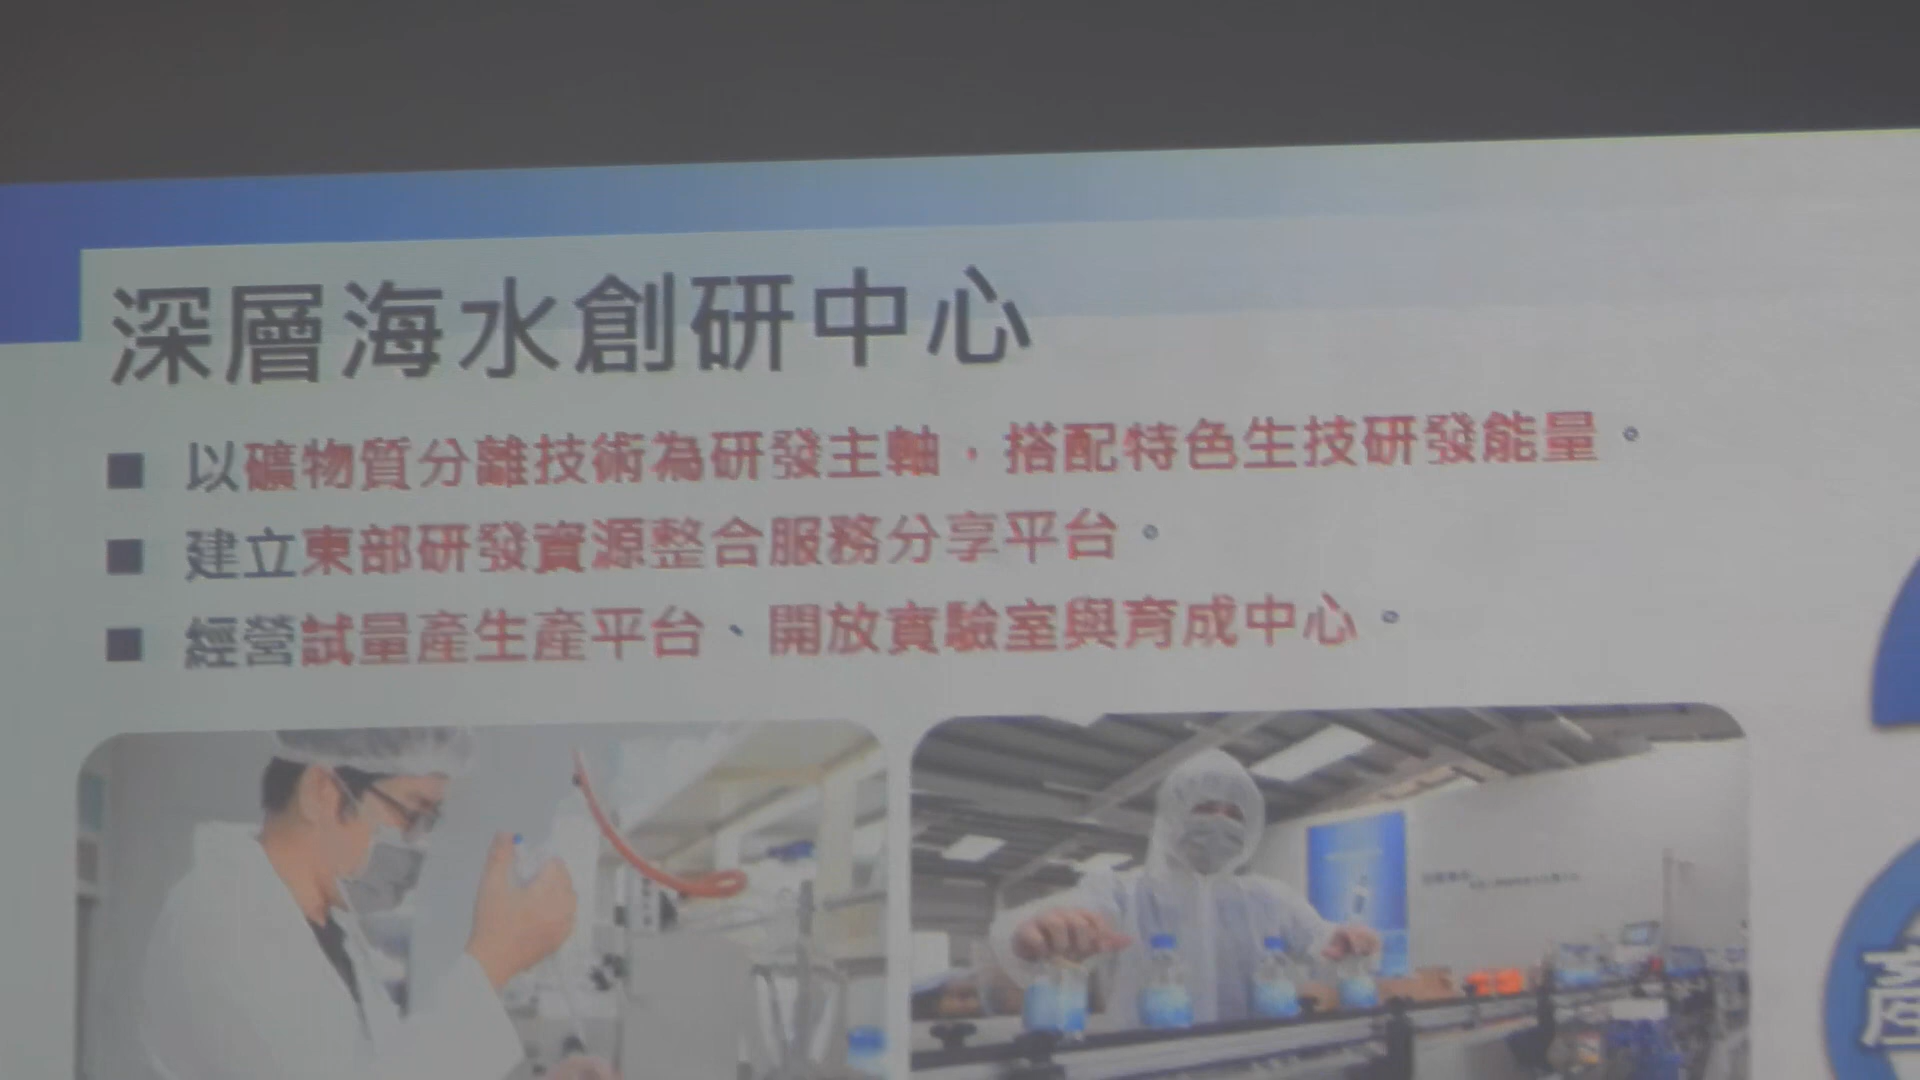 深層海水創研中心
■ 以礦物質分離技術為研發主軸，搭配特色生技研發能量。
■ 建立東部研發資源整合服務分享平台。
■ 經營試量產生產平台、開放實驗室與育成中心。